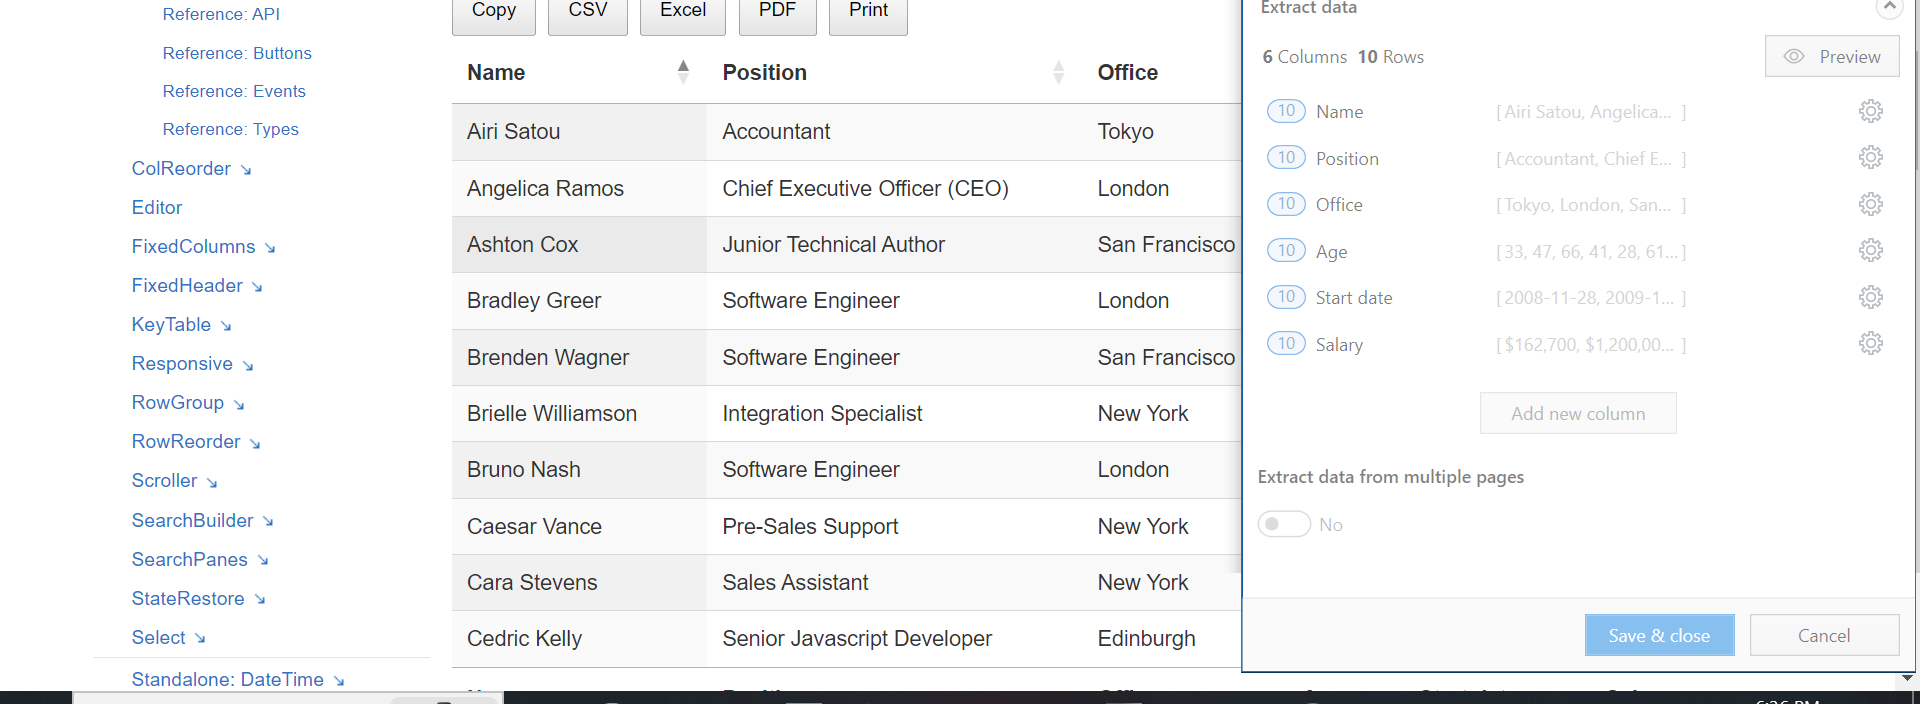 Reference: API
Reference: Buttons
Reference: Events
Reference: Types
ColReorder ↘
Editor
FixedColumns ↘
FixedHeader ↘
KeyTable ↘
Responsive ↘
RowGroup ↘
RowReorder ↘
Scroller ↘
SearchBuilder ↘
SearchPanes ↘
StateRestore ↘
Select ↘
Standalone: DateTime ↘
Copy CSV Excel PDF Print
Name Position Office
Airi Satou Accountant Tokyo
Angelica Ramos Chief Executive Officer (CEO) London
Ashton Cox Junior Technical Author San Francisco
Bradley Greer Software Engineer London
Brenden Wagner Software Engineer San Francisco
Brielle Williamson Integration Specialist New York
Bruno Nash Software Engineer London
Caesar Vance Pre-Sales Support New York
Cara Stevens Sales Assistant New York
Cedric Kelly Senior Javascript Developer Edinburgh
Extract data
6 Columns 10 Rows Preview
10 Name [ Airi Satou, Angelica... ]
10 Position [ Accountant, Chief E... ]
10 Office [ Tokyo, London, San... ]
10 Age [ 33, 47, 66, 41, 28, 61... ]
10 Start date [ 2008-11-28, 2009-1... ]
10 Salary [ $162,700, $1,200,00... ]
Add new column
Extract data from multiple pages
No
Save & close Cancel